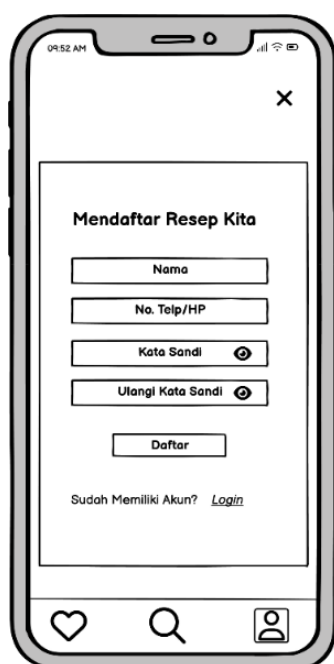 09:52 AM
Mendaftar Resep Kita
Nama
No. Telp/HP
Kata Sandi
Ulangi Kata Sandi
Daftar
Sudah Memiliki Akun? Login